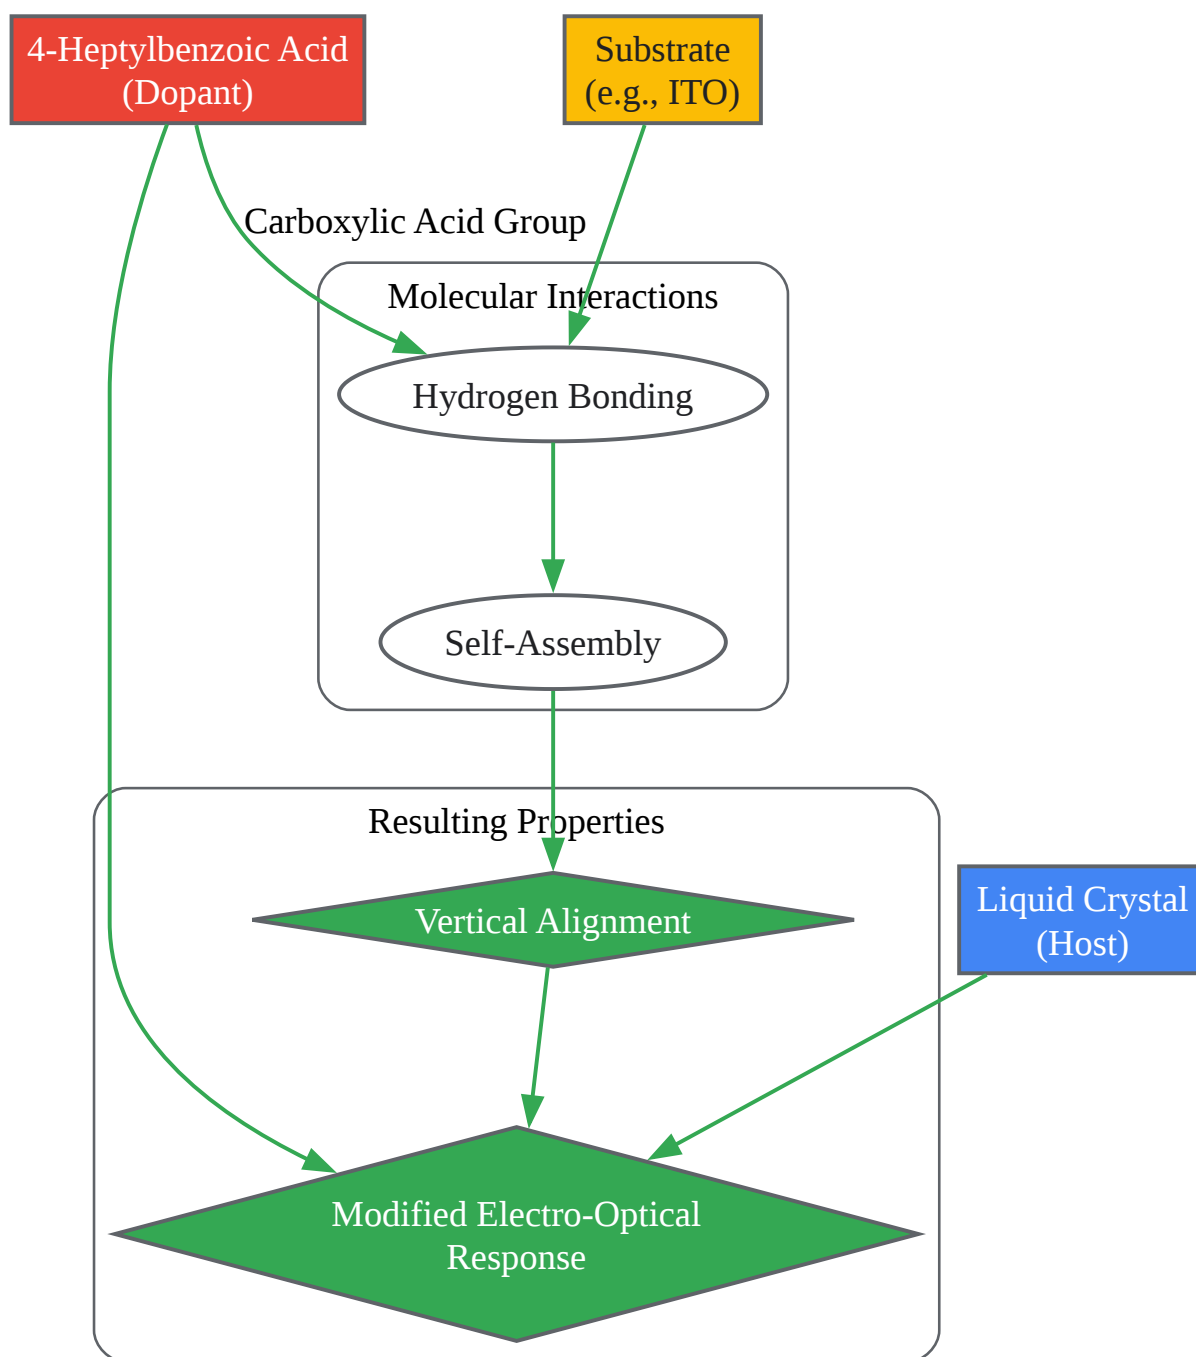 4-Heptylbenzoic Acid
(Dopant)
Substrate
(e.g., ITO)
Carboxylic Acid Group
Molecular Interactions
Hydrogen Bonding
Self-Assembly
Resulting Properties
Vertical Alignment
Liquid Crystal
(Host)
Modified Electro-Optical
Response